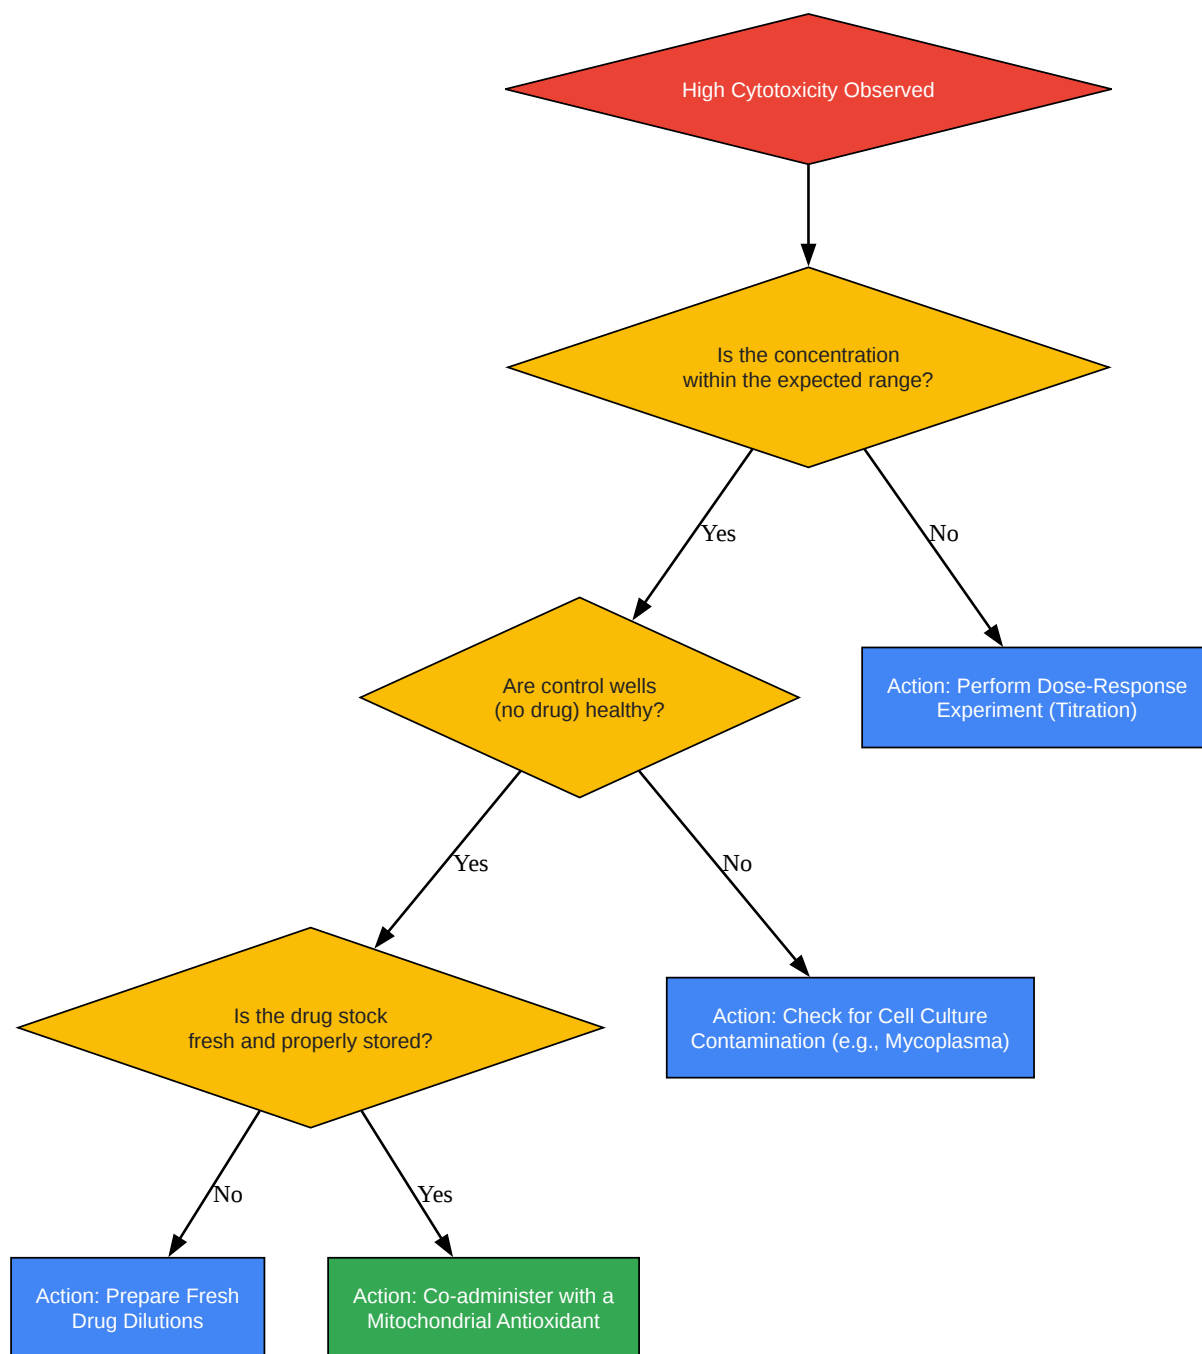 High Cytotoxicity Observed
Is the concentration
within the expected range?
Yes
No
Are control wells
(no drug) healthy?
Action: Perform Dose-Response
Experiment (Titration)
Yes
No
Is the drug stock
fresh and properly stored?
Action: Check for Cell Culture
Contamination (e.g., Mycoplasma)
No
Yes
Action: Prepare Fresh
Drug Dilutions
Action: Co-administer with a
Mitochondrial Antioxidant